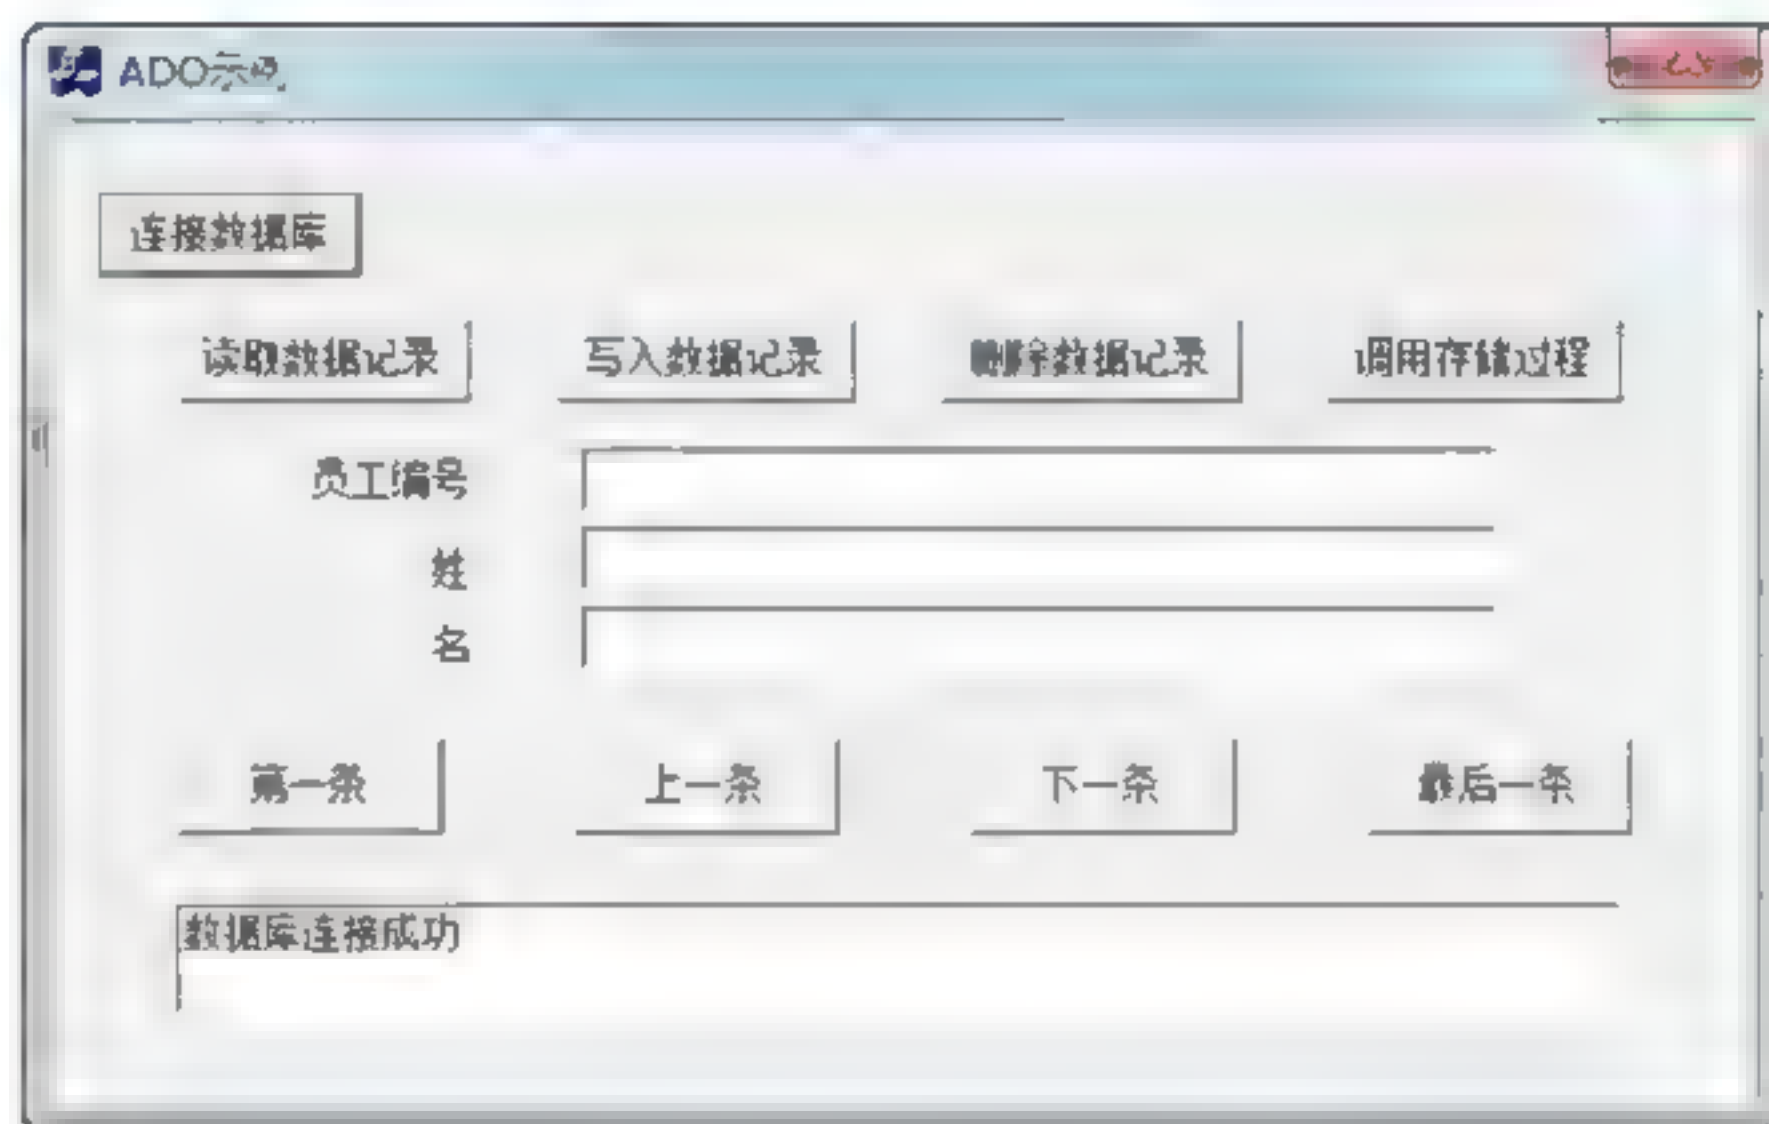 ADO示例
连接数据库
读取数据记录 写入数据记录 删除数据记录 调用存储过程
员工编号
姓
名
第一条 上一条 下一条 最后一条
数据库连接成功